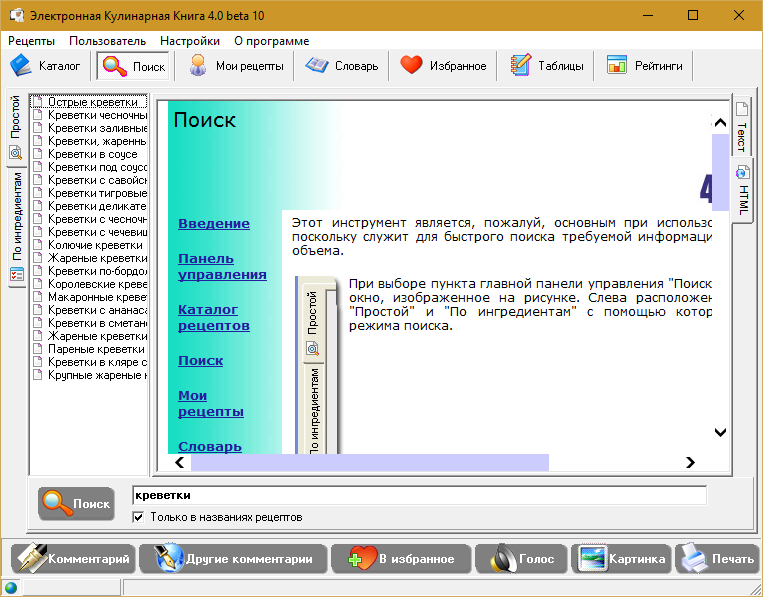 Электронная Кулинарная Книга 4.0 beta 10
Рецепты Пользователь Настройки О программе
Каталог Поиск Мои рецепты Словарь Избранное Таблицы Рейтинги
Простой
По ингредиентам
Острые креветки
Креветки чесночны
Креветки заливные
Креветки, жаренны
Креветки в соусе
Креветки под соусо
Креветки с савойск
Креветки тигровые
Креветки деликате
Креветки с чесночн
Креветки с чечевиц
Колючие креветки
Жареные креветки
Креветки по-бордол
Королевские креве
Макаронные креве
Креветки с ананаса
Креветки в сметан
Жареные креветки
Пареные креветки
Креветки в кляре с
Крупные жареные к
Поиск
4
Введение
Панель
управления
Каталог
рецептов
Поиск
Мои
рецепты
Словарь
Этот инструмент является, пожалуй, основным при использо
поскольку служит для быстрого поиска требуемой информаци
объема.
Простой
По ингредиентам
При выборе пункта главной панели управления "Поиск
окно, изображенное на рисунке. Слева расположен
"Простой" и "По ингредиентам" с помощью котор
режима поиска.
Текст
HTML
Поиск
креветки
Только в названиях рецептов
Комментарий Другие комментарии В избранное Голос Картинка Печать